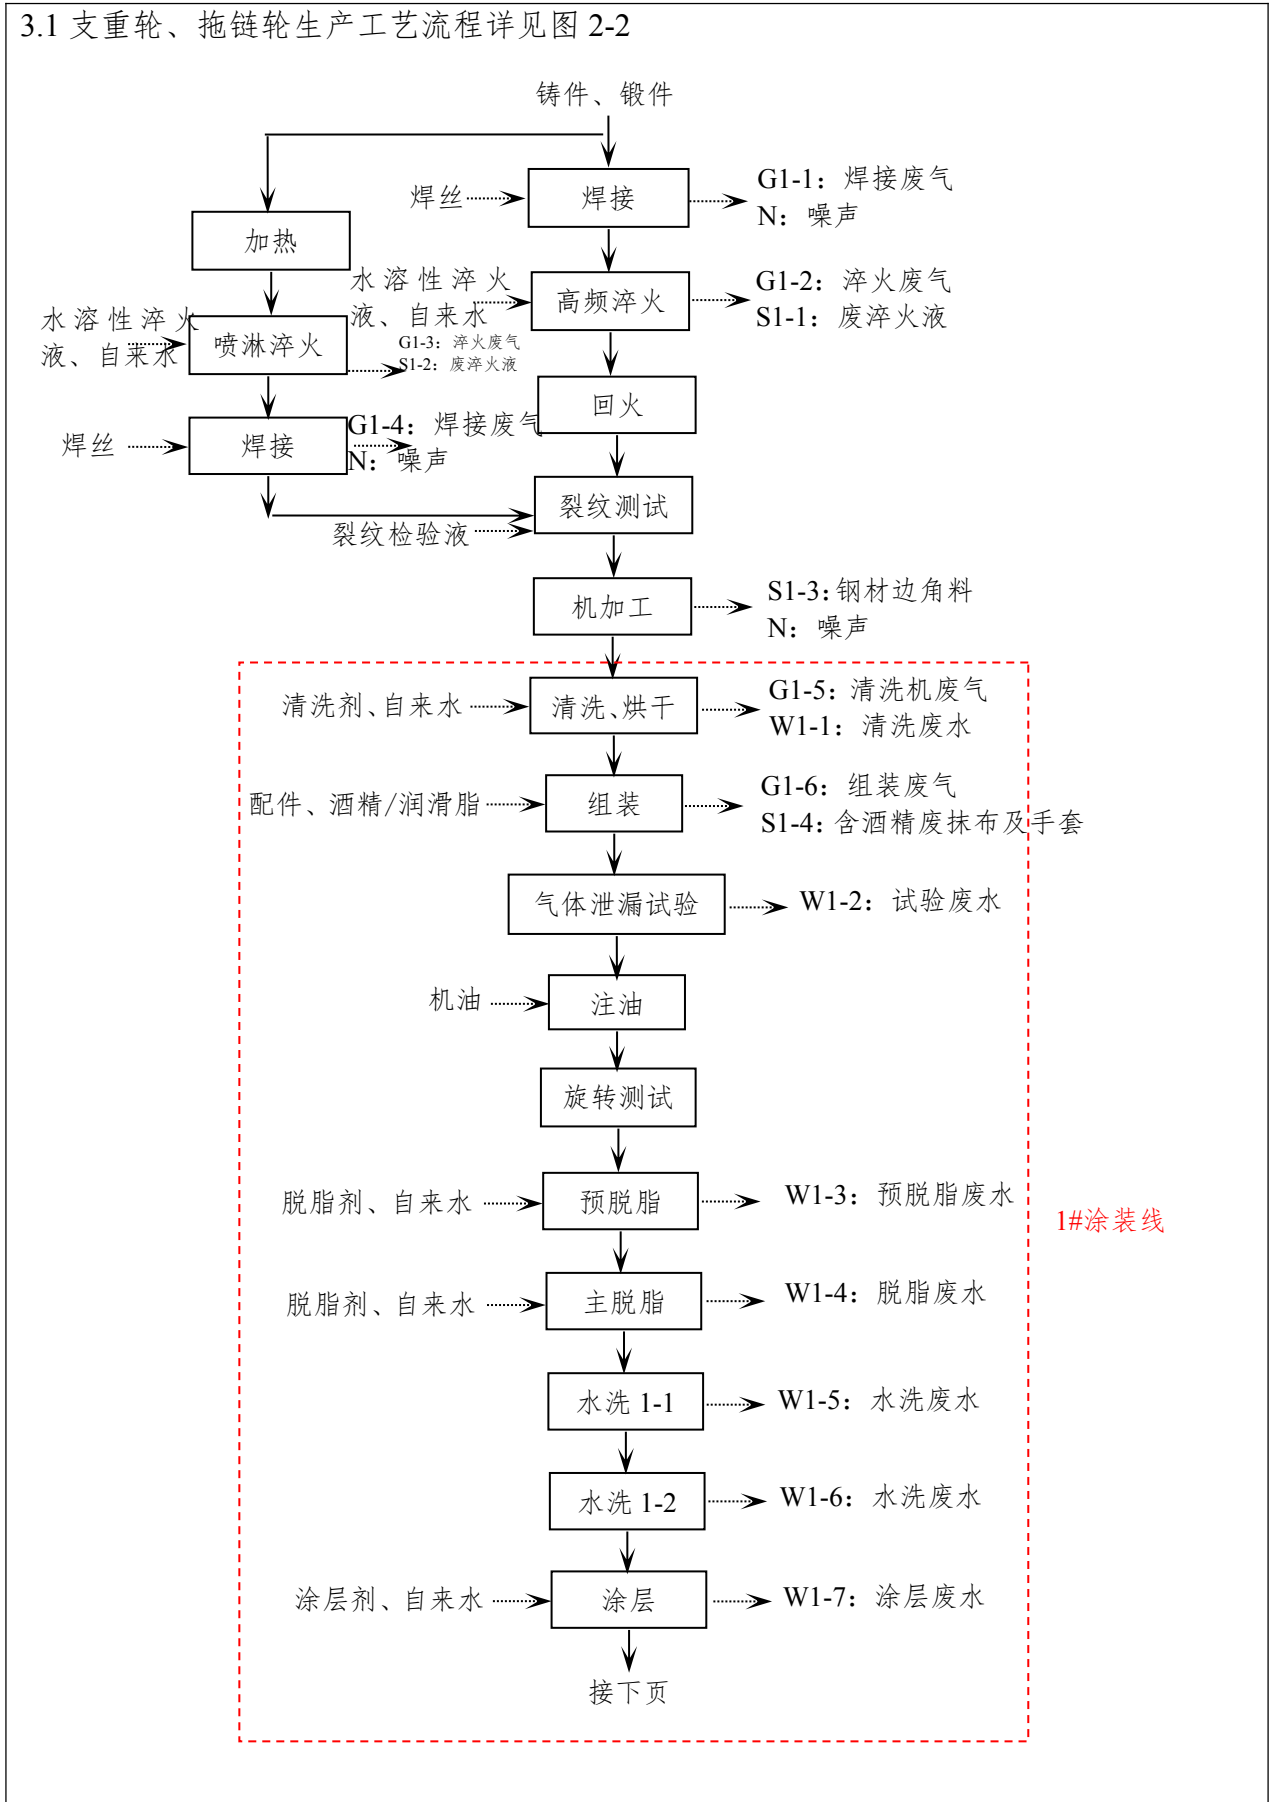 3.1 支重轮、拖链轮生产工艺流程详见图 2-2
铸件、锻件
焊丝
焊接
G1-1：焊接废气
N：噪声
加热
水溶性淬火
液、自来水
高频淬火
G1-2：淬火废气
S1-1：废淬火液
水溶性淬火
液、自来水
喷淋淬火
G1-3：淬火废气
S1-2：废淬火液
回火
焊丝
焊接
G1-4：焊接废气
N：噪声
裂纹测试
裂纹检验液
机加工
S1-3:钢材边角料
N：噪声
清洗剂、自来水
清洗、烘干
G1-5：清洗机废气
W1-1：清洗废水
配件、酒精/润滑脂
组装
G1-6：组装废气
S1-4：含酒精废抹布及手套
气体泄漏试验
W1-2：试验废水
机油
注油
旋转测试
脱脂剂、自来水
预脱脂
W1-3：预脱脂废水
1#涂装线
脱脂剂、自来水
主脱脂
W1-4：脱脂废水
水洗 1-1
W1-5：水洗废水
水洗 1-2
W1-6：水洗废水
涂层剂、自来水
涂层
W1-7：涂层废水
接下页